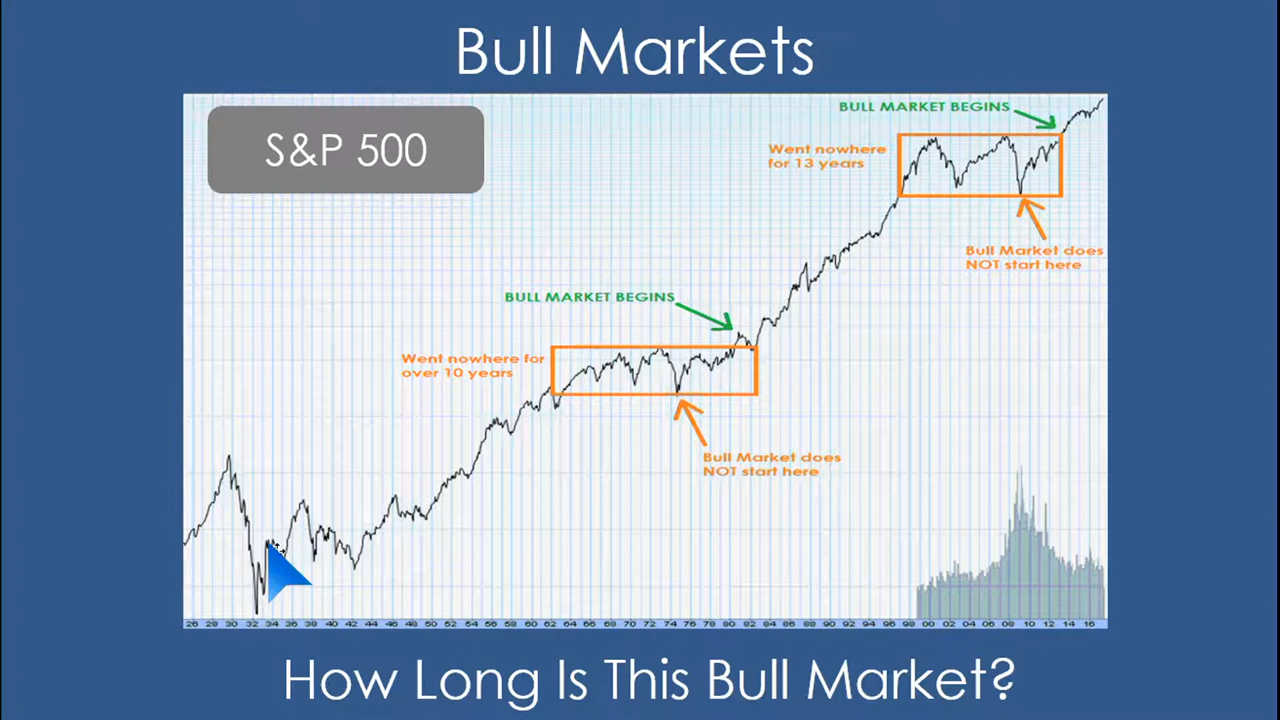 Bull Markets
S&P 500
BULL MARKET BEGINS
Went nowhere
for 13 years
Bull Market does
NOT start here
BULL MARKET BEGINS
Went nowhere for
over 10 years
Bull Market does
NOT start here
26 28 30 32 34 36 38 40 42 44 46 48 50 52 54 56 58 60 62 64 66 68 70 72 74 76 78 80 82 84 86 88 90 92 94 96 98 00 02 04 06 08 10 12 14 16
How Long Is This Bull Market?